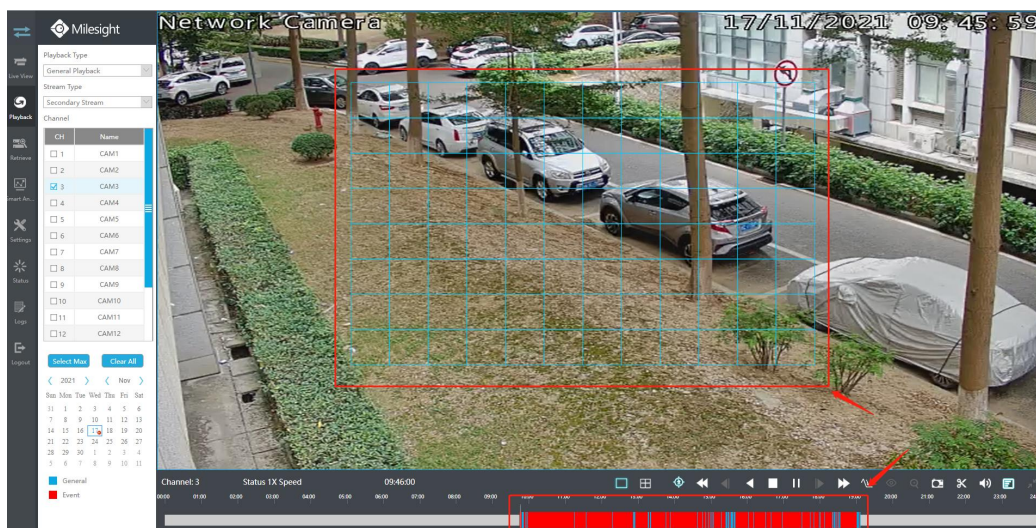 Milesight
Network Camera
17/11/2021 09:45:59
Playback Type
General Playback
Stream Type
Secondary Stream
Channel
CH Name
1 CAM1
2 CAM2
3 CAM3
4 CAM4
5 CAM5
6 CAM6
7 CAM7
8 CAM8
9 CAM9
10 CAM10
11 CAM11
12 CAM12
Live View
Playback
Retrieve
Smart An...
Settings
Status
Logs
Logout
Select Max Clear All
2021 Nov
Sun Mon Tue Wed Thu Fri Sat
31 1 2 3 4 5 6
7 8 9 10 11 12 13
14 15 16 17 18 19 20
21 22 23 24 25 26 27
28 29 30 1 2 3 4
5 6 7 8 9 10 11
General
Event
Channel: 3 Status 1X Speed 09:46:00
00:00 01:00 02:00 03:00 04:00 05:00 06:00 07:00 08:00 09:00 10:00 11:00 12:00 13:00 14:00 15:00 16:00 17:00 18:00 19:00 20:00 21:00 22:00 23:00